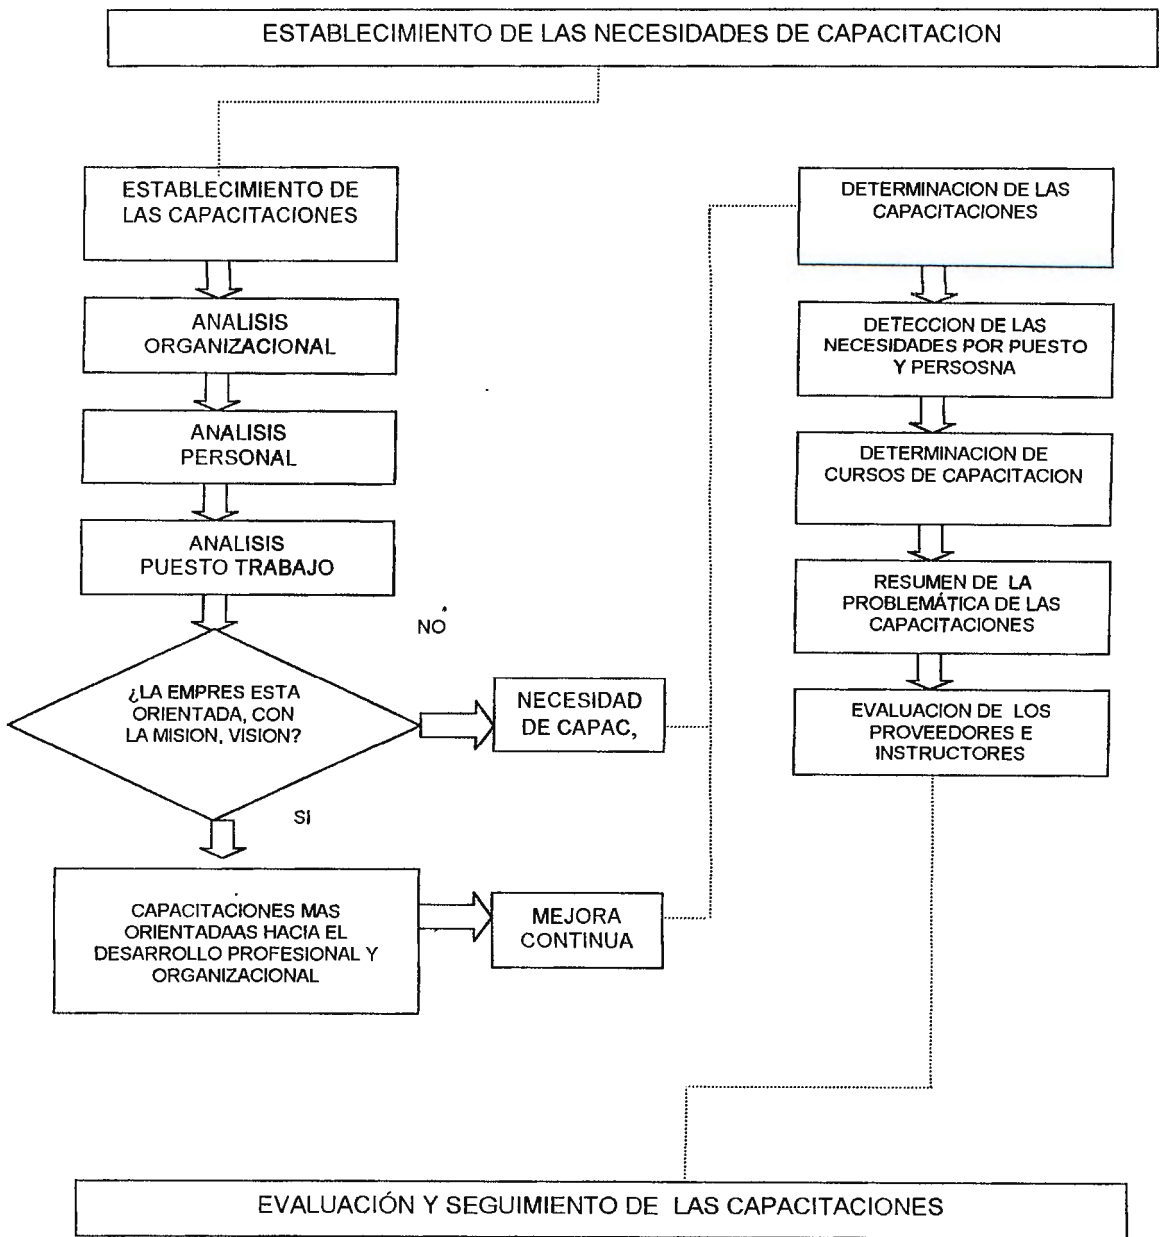 ESTABLECIMIENTO DE LAS NECESIDADES DE CAPACITACION
ESTABLECIMIENTO DE
LAS CAPACITACIONES
ANALISIS
ORGANIZACIONAL
ANALISIS
PERSONAL
ANALISIS
PUESTO TRABAJO
NO
¿LA EMPRES ESTA
ORIENTADA, CON
LA MISION, VISION?
NECESIDAD
DE CAPAC,
SI
CAPACITACIONES MAS
ORIENTADAAS HACIA EL
DESARROLLO PROFESIONAL Y
ORGANIZACIONAL
MEJORA
CONTINUA
DETERMINACION DE LAS
CAPACITACIONES
DETECCION DE LAS
NECESIDADES POR PUESTO
Y PERSOSNA
DETERMINACION DE
CURSOS DE CAPACITACION
RESUMEN DE LA
PROBLEMÁTICA DE LAS
CAPACITACIONES
EVALUACION DE LOS
PROVEEDORES E
INSTRUCTORES
EVALUACIÓN Y SEGUIMIENTO DE LAS CAPACITACIONES